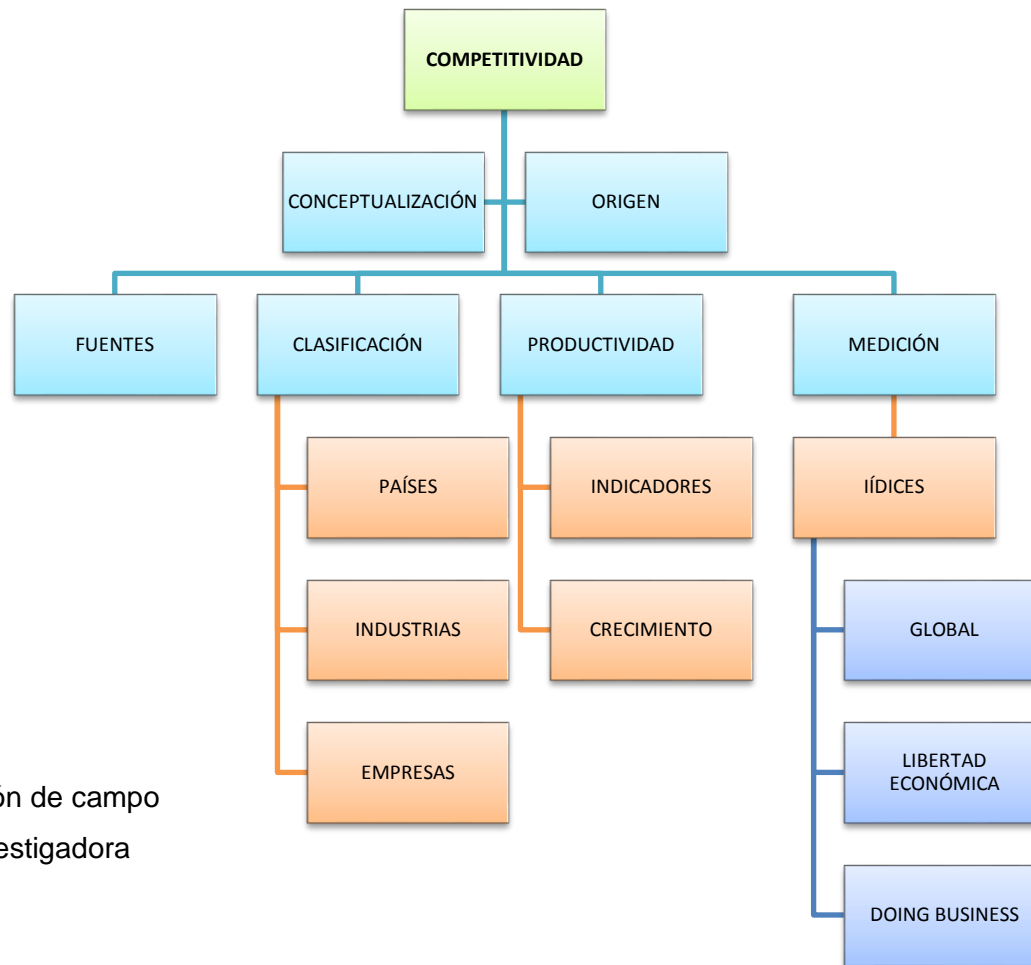 COMPETITIVIDAD
CONCEPTUALIZACIÓN
ORIGEN
FUENTES
CLASIFICACIÓN
PRODUCTIVIDAD
MEDICIÓN
PAÍSES
INDICADORES
IÍDICES
INDUSTRIAS
CRECIMIENTO
GLOBAL
EMPRESAS
LIBERTAD
ECONÓMICA
ón de campo
estigadora
DOING BUSINESS